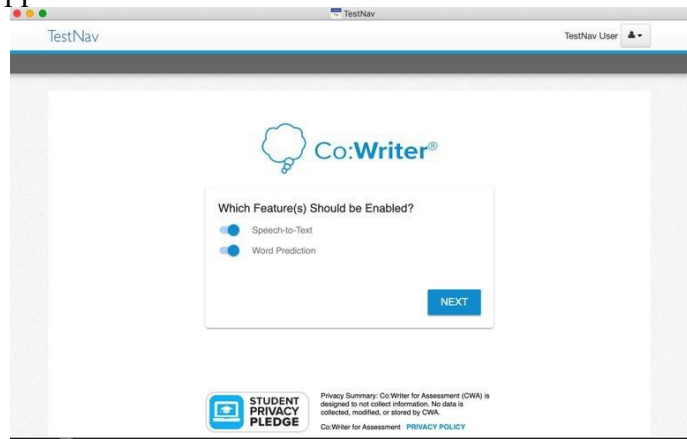 TestNav
TestNav
TestNav User
Co:Writer®
Which Feature(s) Should be Enabled?
Speech-to-Text
Word Prediction
NEXT
STUDENT
PRIVACY
PLEDGE
Privacy Summary: Co:Writer for Assessment (CWA) is
designed to not collect information. No data is
collected, modified, or stored by CWA.
Co:Writer for Assessment PRIVACY POLICY